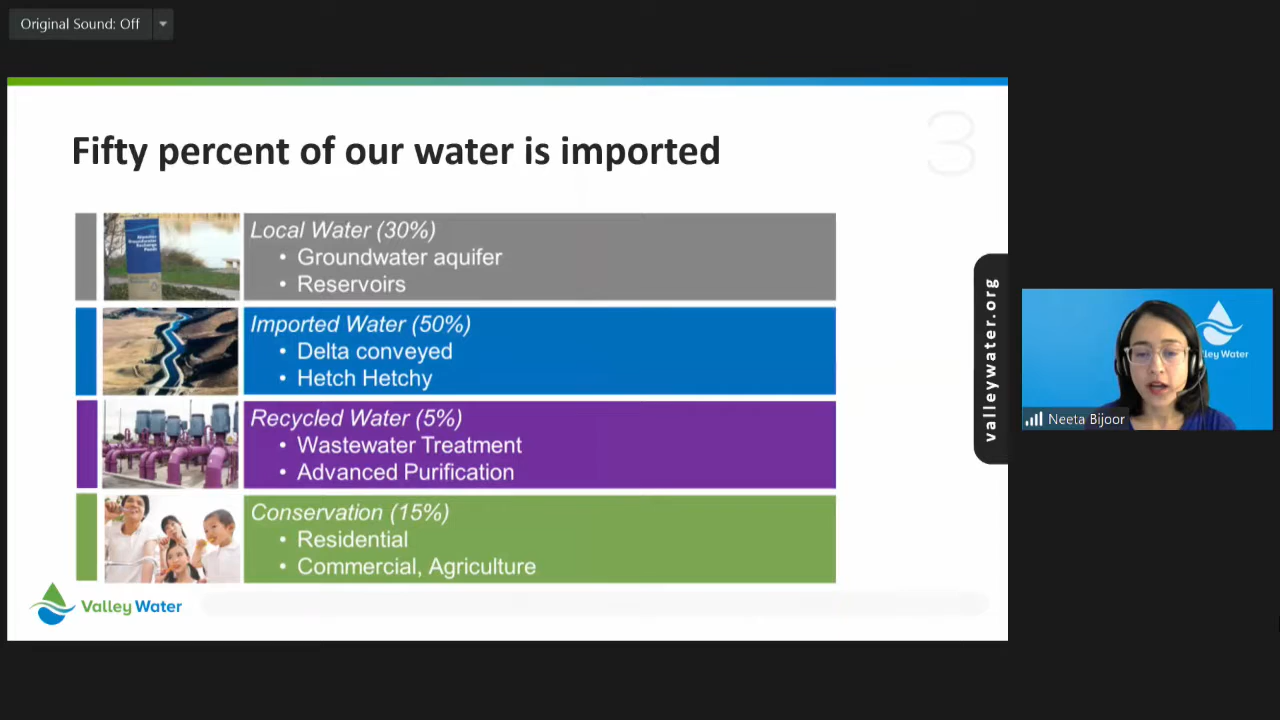 Original Sound: Off
3
Fifty percent of our water is imported
Local Water (30%)
• Groundwater aquifer
• Reservoirs
Imported Water (50%)
• Delta conveyed
• Hetch Hetchy
Recycled Water (5%)
• Wastewater Treatment
• Advanced Purification
Conservation (15%)
• Residential
• Commercial, Agriculture
Valley Water
valleywater.org
lley Water
Neeta Bijoor